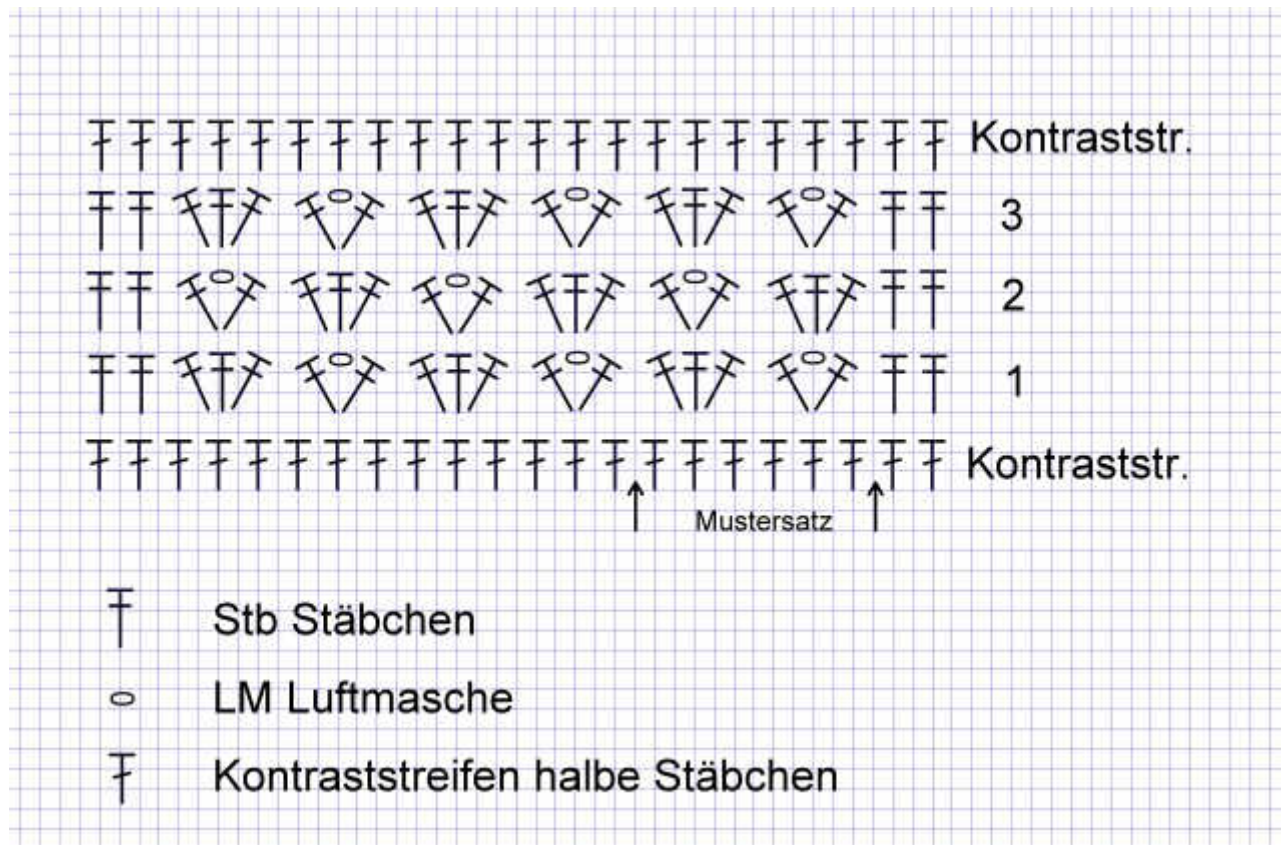 Kontraststr.
3
2
1
Kontraststr.
Mustersatz
Stb Stäbchen
LM Luftmasche
Kontraststreifen halbe Stäbchen